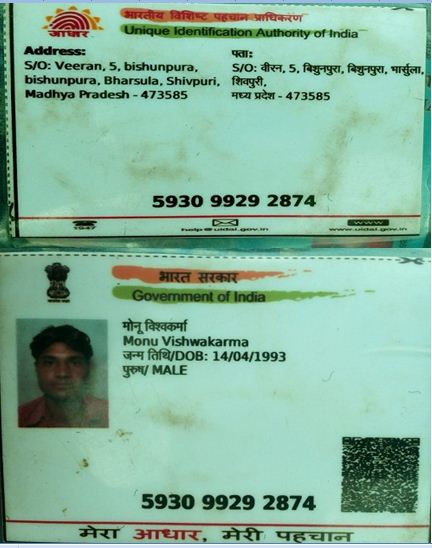 आधार
भारतीय विशिष्ट पहचान प्राधिकरण
Unique Identification Authority of India
Address:
S/O: Veeran, 5, bishunpura,
bishunpura, Bharsula, Shivpuri,
Madhya Pradesh - 473585
पता:
S/O: वीरन, 5, बिशुनपुरा, बिशुनपुरा, भार्सुला,
शिवपुरी,
मध्य प्रदेश - 473585
5930 9929 2874
1947
help@uidai.gov.in
www
www.uidai.gov.in
भारत सरकार
Government of India
मोनू विश्वकर्मा
Monu Vishwakarma
जन्म तिथि/DOB: 14/04/1993
पुरुष/ MALE
5930 9929 2874
मेरा आधार, मेरी पहचान